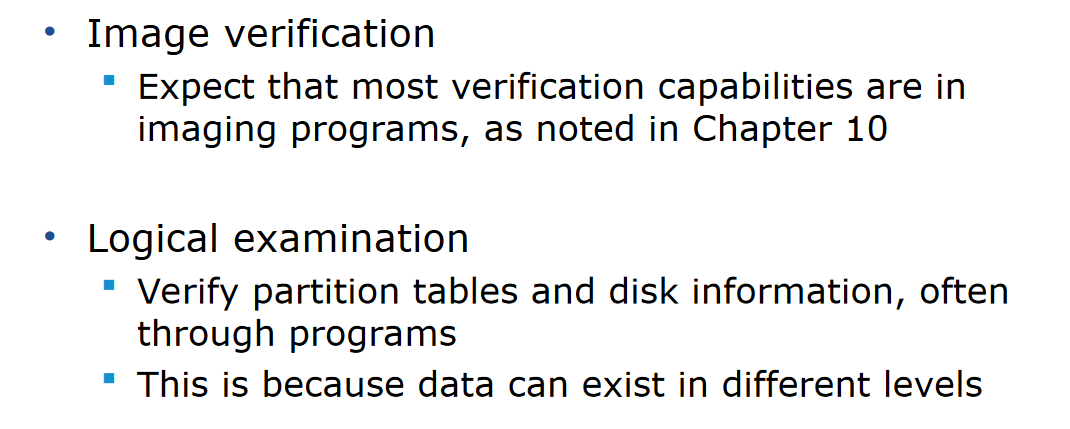 • Image verification
▪ Expect that most verification capabilities are in
imaging programs, as noted in Chapter 10
• Logical examination
▪ Verify partition tables and disk information, often
through programs
▪ This is because data can exist in different levels